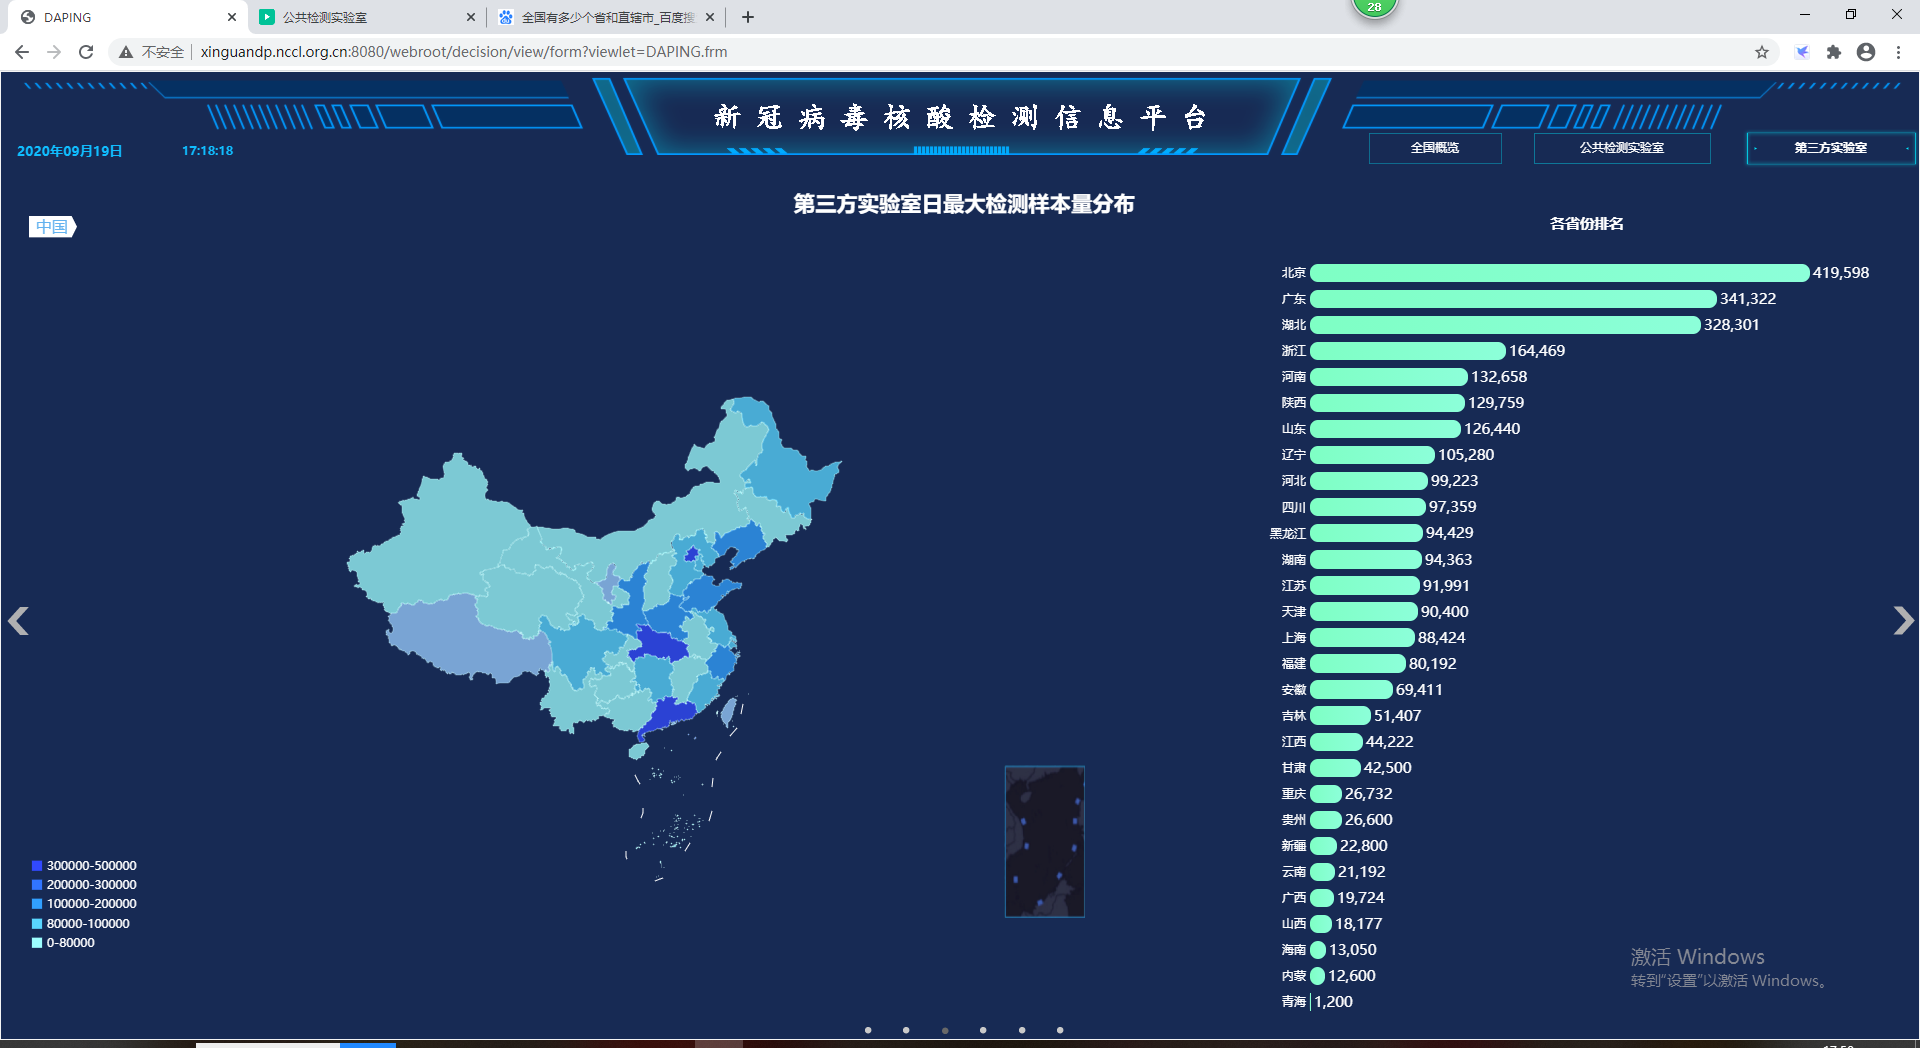 DAPING
公共检测实验室
全国有多少个省和直辖市_百度搜
28
不安全
xinguandp.nccl.org.cn:8080/webroot/decision/view/form?viewlet=DAPING.frm
新冠病毒核酸检测信息平台
2020年09月19日 17:18:18
全国概览 公共检测实验室 第三方实验室
第三方实验室日最大检测样本量分布
中国
各省份排名
北京 419,598
广东 341,322
湖北 328,301
浙江 164,469
河南 132,658
陕西 129,759
山东 126,440
辽宁 105,280
河北 99,223
四川 97,359
黑龙江 94,429
湖南 94,363
江苏 91,991
天津 90,400
上海 88,424
福建 80,192
安徽 69,411
吉林 51,407
江西 44,222
甘肃 42,500
重庆 26,732
贵州 26,600
新疆 22,800
云南 21,192
广西 19,724
山西 18,177
海南 13,050
内蒙 12,600
青海 1,200
300000-500000
200000-300000
100000-200000
80000-100000
0-80000
激活 Windows
转到"设置"以激活 Windows。